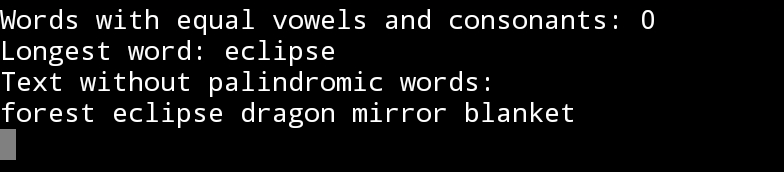 Words with equal vowels and consonants: 0
Longest word: eclipse
Text without palindromic words:
forest eclipse dragon mirror blanket